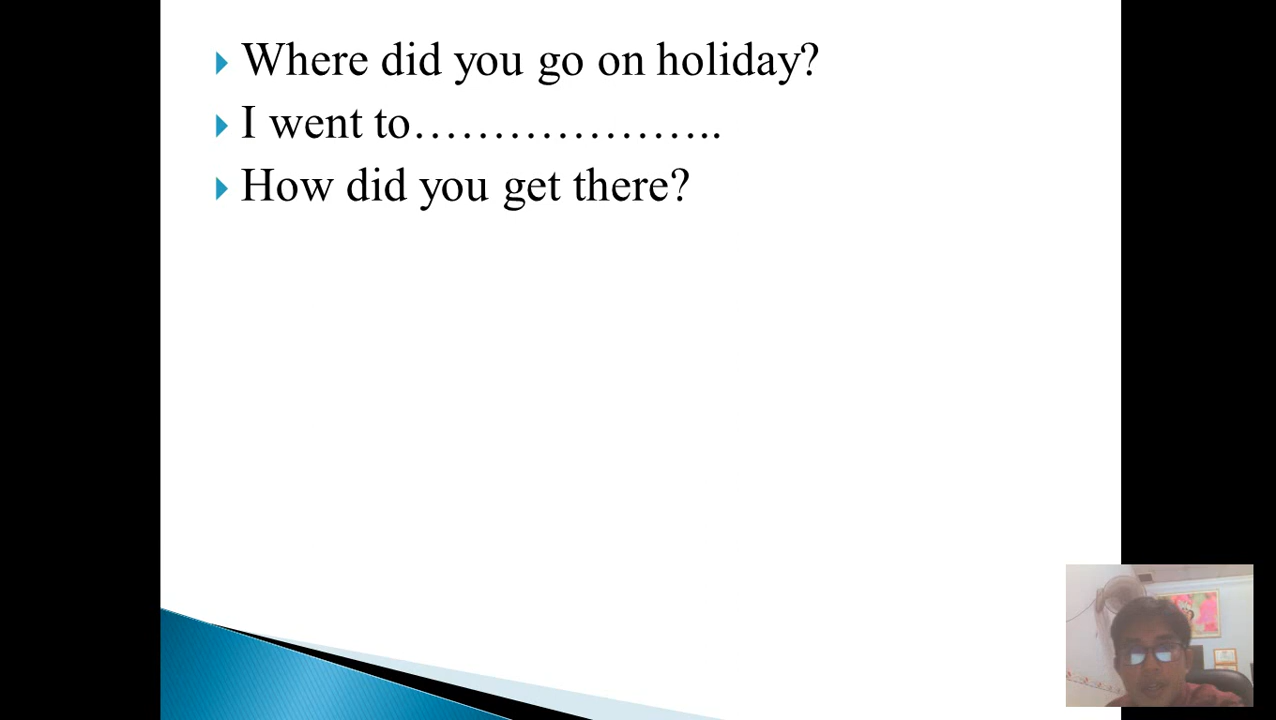 Where did you go on holiday?
I went to…………………..
How did you get there?